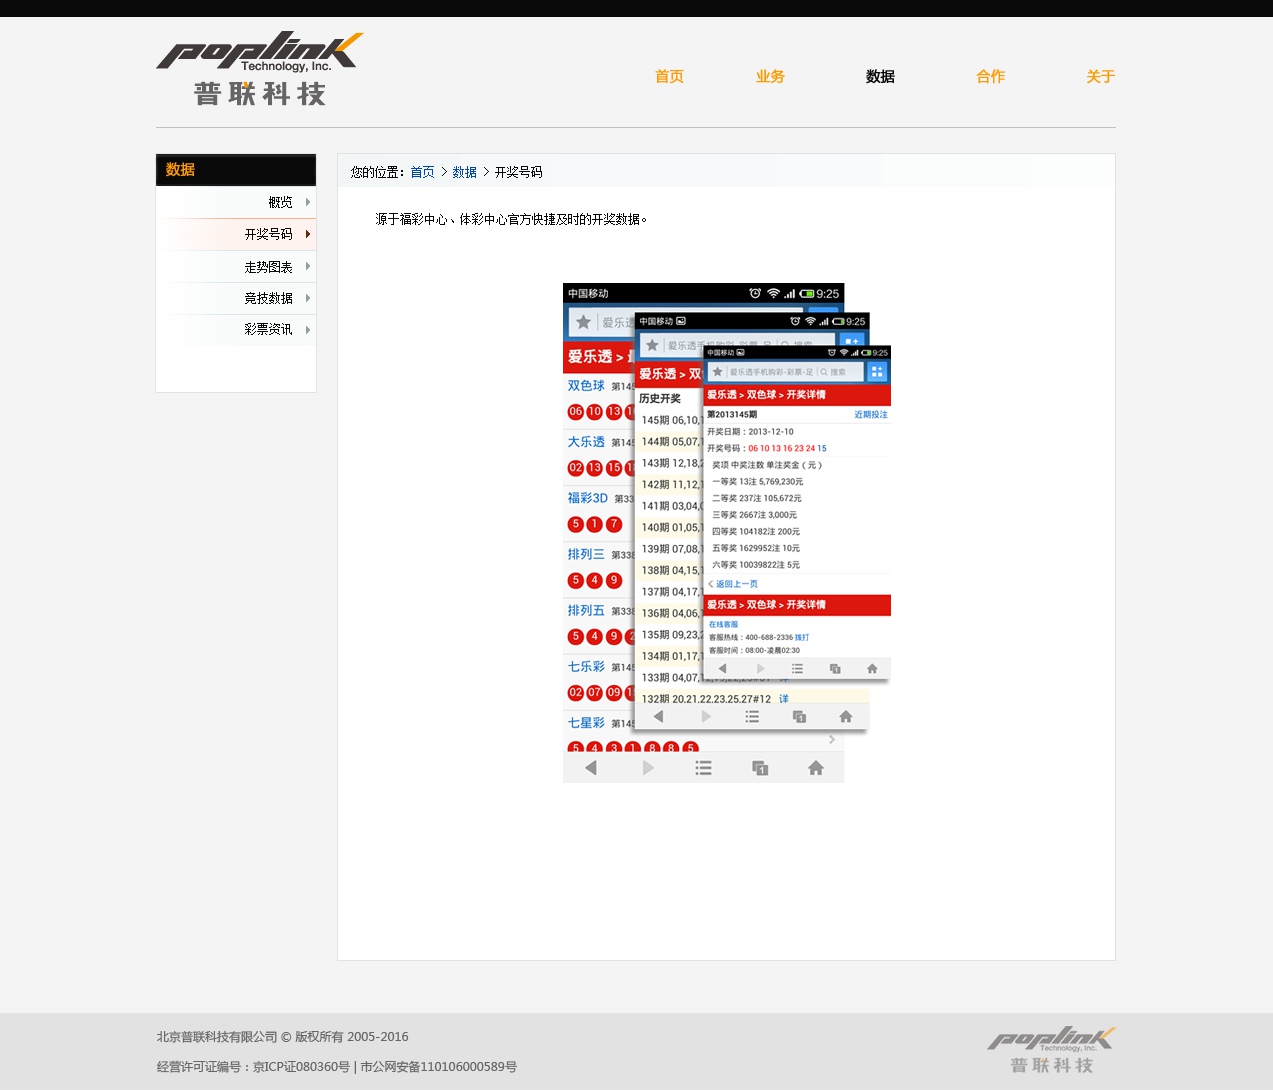 poplink
Technology, Inc.
普联科技
首页 业务 数据 合作 关于
数据
概览
开奖号码
走势图表
竞技数据
彩票资讯
您的位置：首页 > 数据 > 开奖号码
源于福彩中心、体彩中心官方快捷及时的开奖数据。
中国移动 9:25
爱乐透 >
双色球 第145
06 10 13
大乐透 第145
02 13 15
福彩3D 第33
5 1 7
排列三 第338
5 4 9
排列五 第338
5 4 9 2
七乐彩 第145
02 07 09
七星彩 第145
5 4 3 1 8 8 5
中国移动 9:25
爱乐透手机购彩-彩票-足 搜索
爱乐透 > 双
历史开奖
145期 06,10,1
144期 05,07,1
143期 12,18,2
142期 11,12,1
141期 03,04,0
140期 01,05,1
139期 07,08,1
138期 04,15,1
137期 04,17,1
136期 04,06,1
135期 09,23,2
134期 01,17,1
133期 04,07,
132期 20,21,22,23,25,27#12 详
中国移动 9:25
爱乐透手机购彩-彩票-足 搜索
爱乐透 > 双色球 > 开奖详情
第2013145期 近期投注
开奖日期：2013-12-10
开奖号码：06 10 13 16 23 24 15
奖项 中奖注数 单注奖金（元）
一等奖 13注 5,769,230元
二等奖 237注 105,672元
三等奖 2667注 3,000元
四等奖 104182注 200元
五等奖 1629952注 10元
六等奖 10039822注 5元
返回上一页
爱乐透 > 双色球 > 开奖详情
在线客服
客服热线：400-688-2336 拨打
客服时间：08:00-凌晨02:30
北京普联科技有限公司 © 版权所有 2005-2016
经营许可证编号：京ICP证080360号 | 市公网安备110106000589号
poplink
Technology, Inc.
普联科技